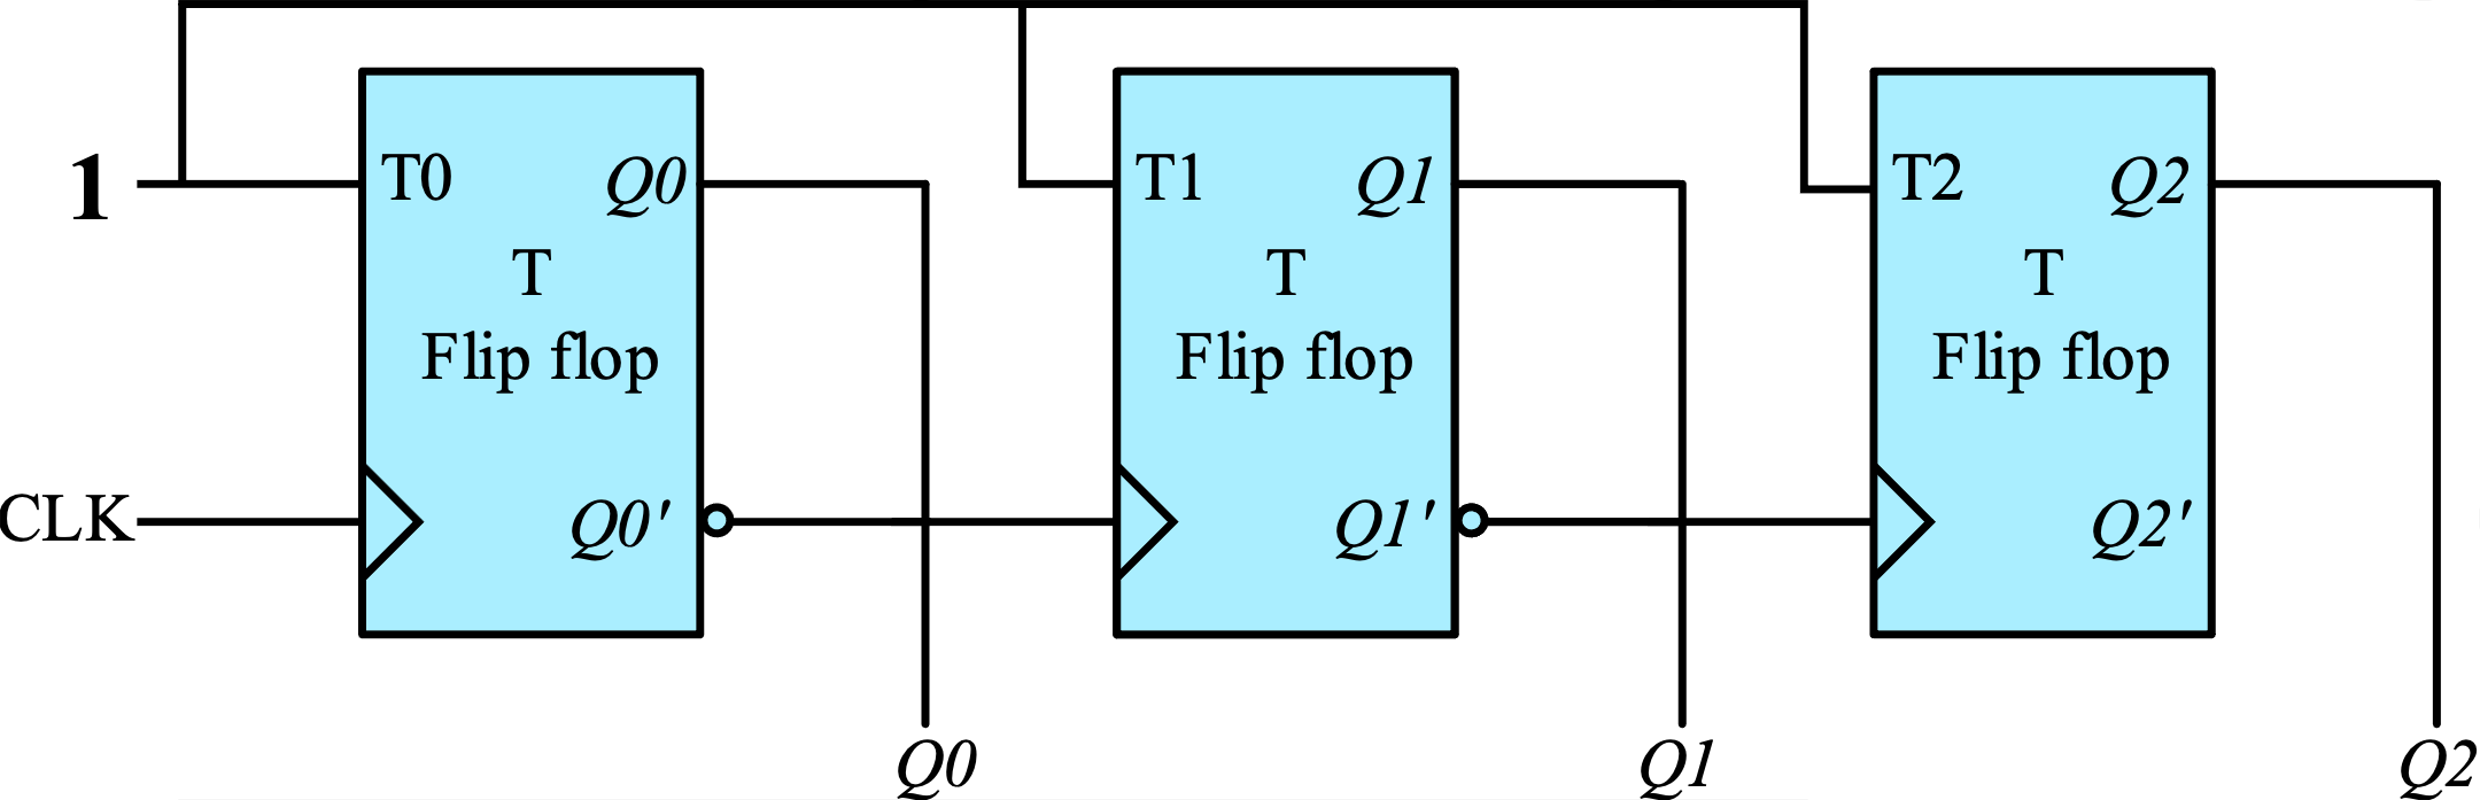 1
CLK
T0 Q0
T
Flip flop
Q0'
T1 Q1
T
Flip flop
Q1'
T2 Q2
T
Flip flop
Q2'
Q0
Q1
Q2